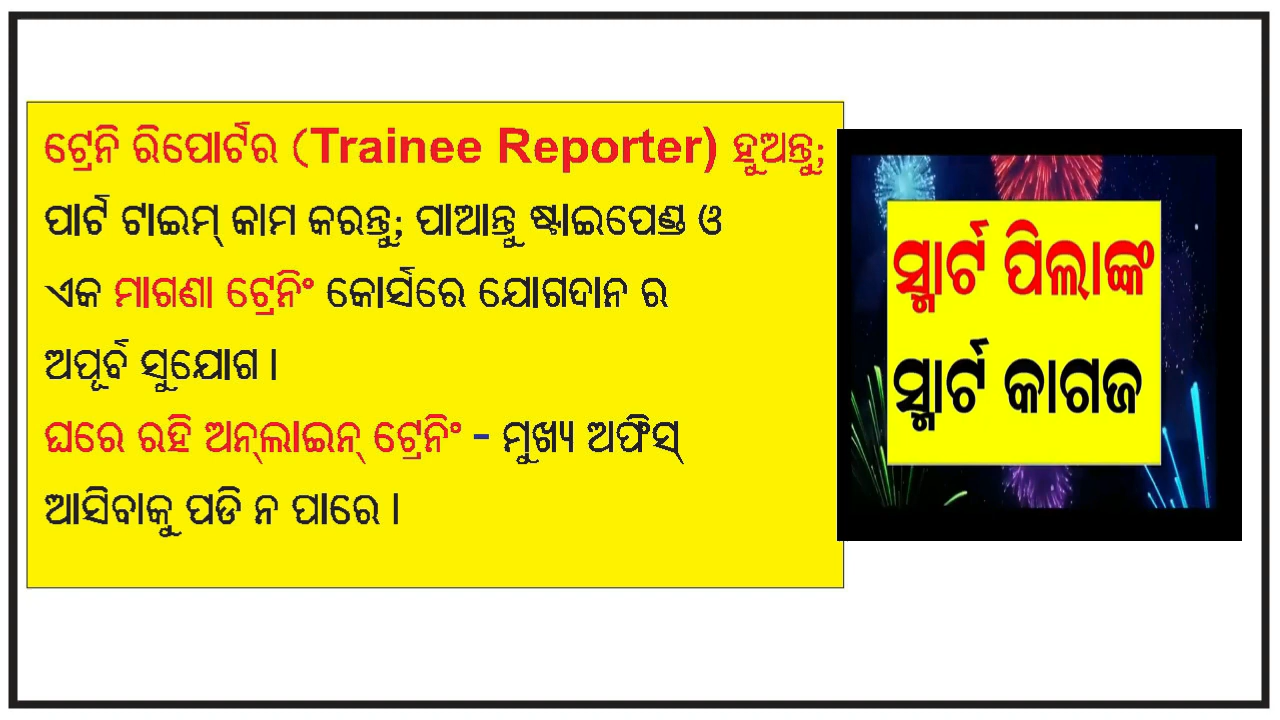 ଟ୍ରେନି ରିପୋର୍ଟର (Trainee Reporter) ହୁଅନ୍ତୁ;
ପାର୍ଟ ଟାଇମ୍ କାମ କରନ୍ତୁ; ପାଆନ୍ତୁ ଷ୍ଟାଇପେଣ୍ଡ ଓ
ଏକ ମାଗଣା ଟ୍ରେନିଂ କୋର୍ସରେ ଯୋଗଦାନ ର
ଅପୂର୍ବ ସୁଯୋଗ ।
ଘରେ ରହି ଅନ୍‌ଲାଇନ୍ ଟ୍ରେନିଂ - ମୁଖ୍ୟ ଅଫିସ୍
ଆସିବାକୁ ପଡି ନ ପାରେ ।
ସ୍ମାର୍ଟ ପିଲାଙ୍କ
ସ୍ମାର୍ଟ କାଗଜ